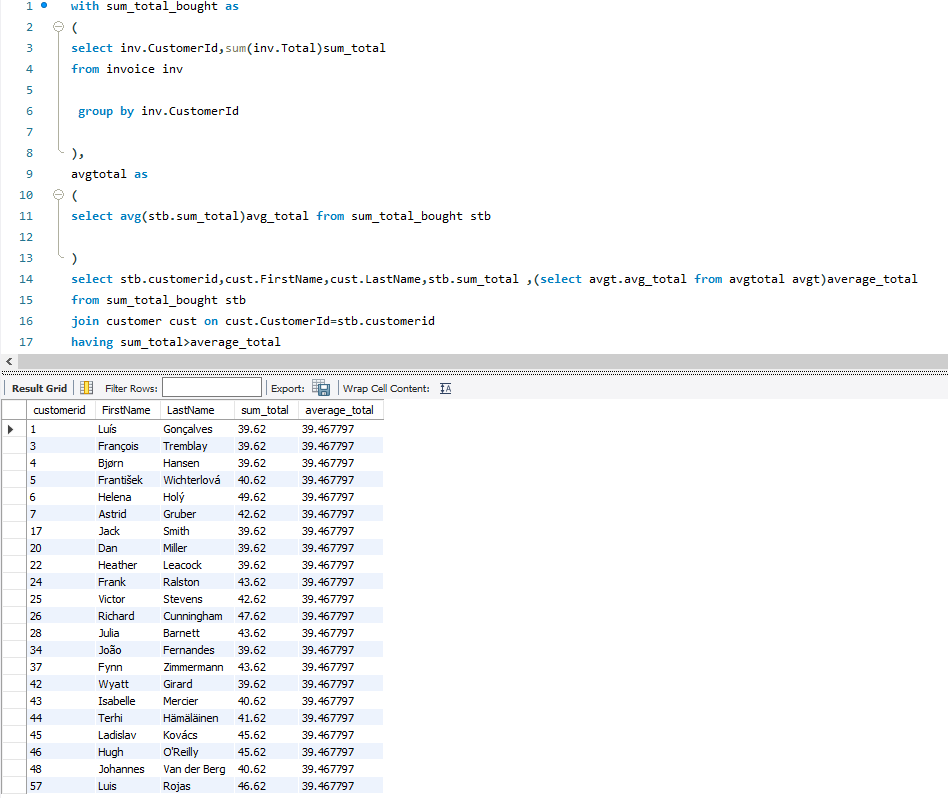 1 with sum_total_bought as
2 (
3 select inv.CustomerId,sum(inv.Total)sum_total
4 from invoice inv
5
6 group by inv.CustomerId
7
8 ),
9 avgtotal as
10 (
11 select avg(stb.sum_total)avg_total from sum_total_bought stb
12
13 )
14 select stb.customerid,cust.FirstName,cust.LastName,stb.sum_total ,(select avgt.avg_total from avgtotal avgt)average_total
15 from sum_total_bought stb
16 join customer cust on cust.CustomerId=stb.customerid
17 having sum_total>average_total
Result Grid Filter Rows: Export: Wrap Cell Content:
customerid FirstName LastName sum_total average_total
1 Luís Gonçalves 39.62 39.467797
3 François Tremblay 39.62 39.467797
4 Bjørn Hansen 39.62 39.467797
5 František Wichterlová 40.62 39.467797
6 Helena Holý 49.62 39.467797
7 Astrid Gruber 42.62 39.467797
17 Jack Smith 39.62 39.467797
20 Dan Miller 39.62 39.467797
22 Heather Leacock 39.62 39.467797
24 Frank Ralston 43.62 39.467797
25 Victor Stevens 42.62 39.467797
26 Richard Cunningham 47.62 39.467797
28 Julia Barnett 43.62 39.467797
34 João Fernandes 39.62 39.467797
37 Fynn Zimmermann 43.62 39.467797
42 Wyatt Girard 39.62 39.467797
43 Isabelle Mercier 40.62 39.467797
44 Terhi Hämäläinen 41.62 39.467797
45 Ladislav Kovács 45.62 39.467797
46 Hugh O'Reilly 45.62 39.467797
48 Johannes Van der Berg 40.62 39.467797
57 Luis Rojas 46.62 39.467797